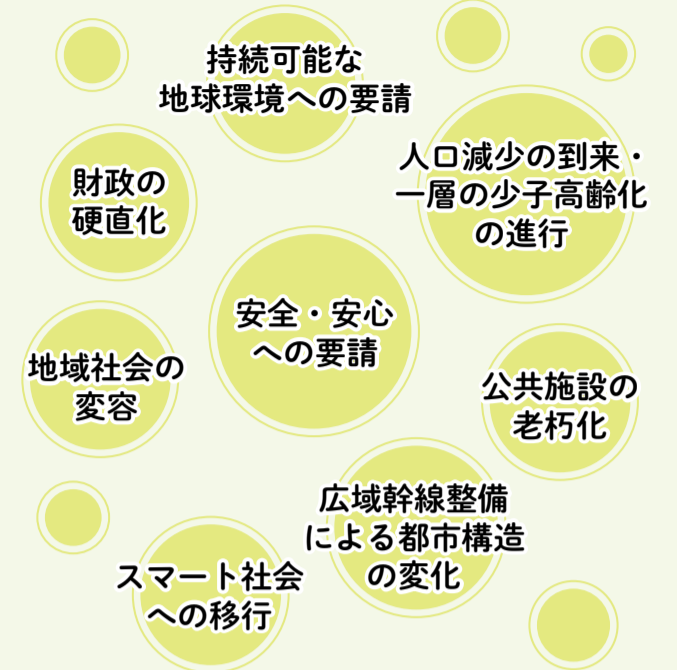 持続可能な
地球環境への要請
人口減少の到来・
一層の少子高齢化
の進行
財政の
硬直化
安全・安心
への要請
地域社会の
変容
公共施設の
老朽化
広域幹線整備
による都市構造
の変化
スマート社会
への移行